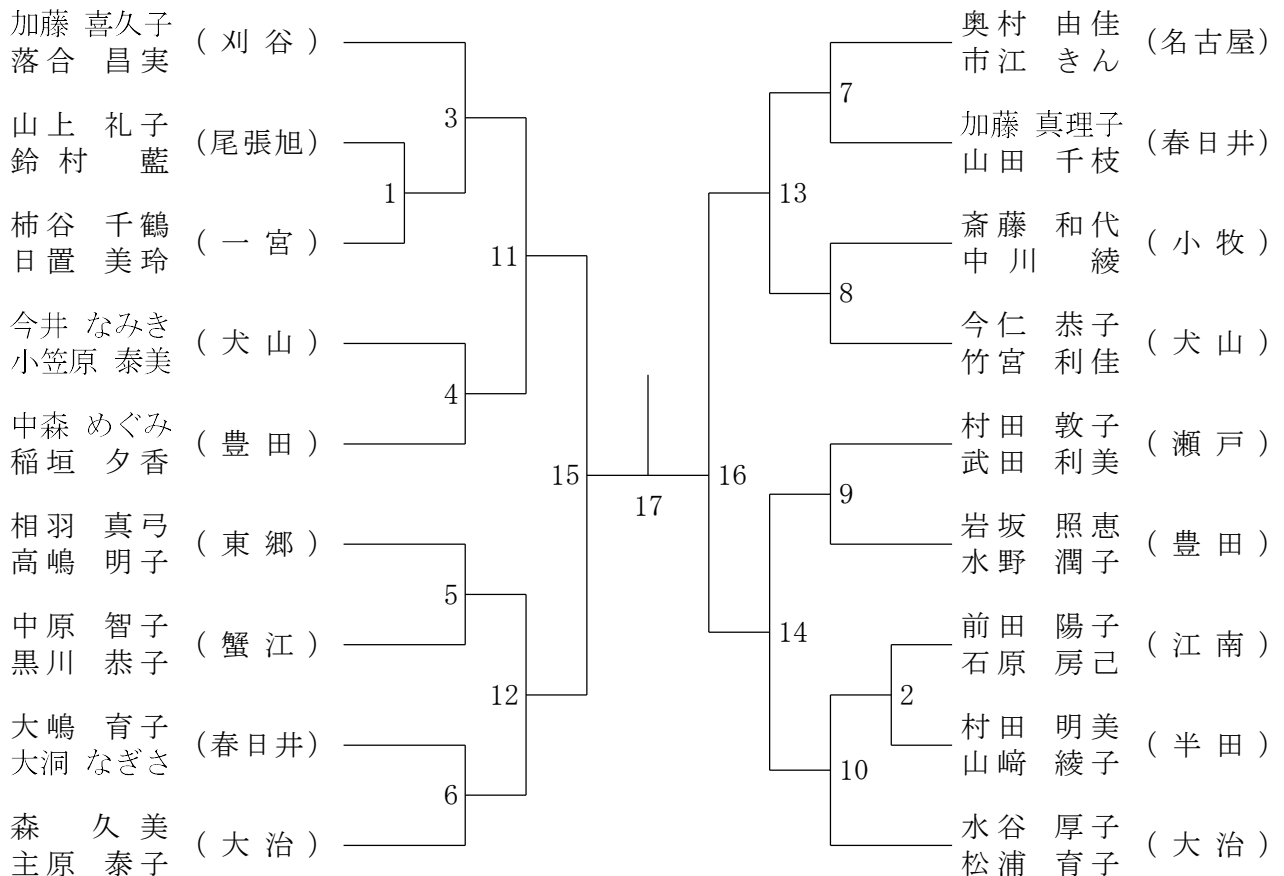 加藤 喜久子
落合 昌実
(刈谷)
山上 礼子
鈴村 藍
(尾張旭)
柿谷 千鶴
日置 美玲
(一宮)
今井 なみき
小笠原 泰美
(犬山)
中森 めぐみ
稲垣 夕香
(豊田)
相羽 真弓
高嶋 明子
(東郷)
中原 智子
黒川 恭子
(蟹江)
大嶋 育子
大洞 なぎさ
(春日井)
森 久美
主原 泰子
(大治)
3
1
11
4
15
5
12
6
17
16
7
13
8
9
14
2
10
奥村 由佳
市江 きん
(名古屋)
加藤 真理子
山田 千枝
(春日井)
斎藤 和代
中川 綾
(小牧)
今仁 恭子
竹宮 利佳
(犬山)
村田 敦子
武田 利美
(瀬戸)
岩坂 照恵
水野 潤子
(豊田)
前田 陽子
石原 房己
(江南)
村田 明美
山﨑 綾子
(半田)
水谷 厚子
松浦 育子
(大治)